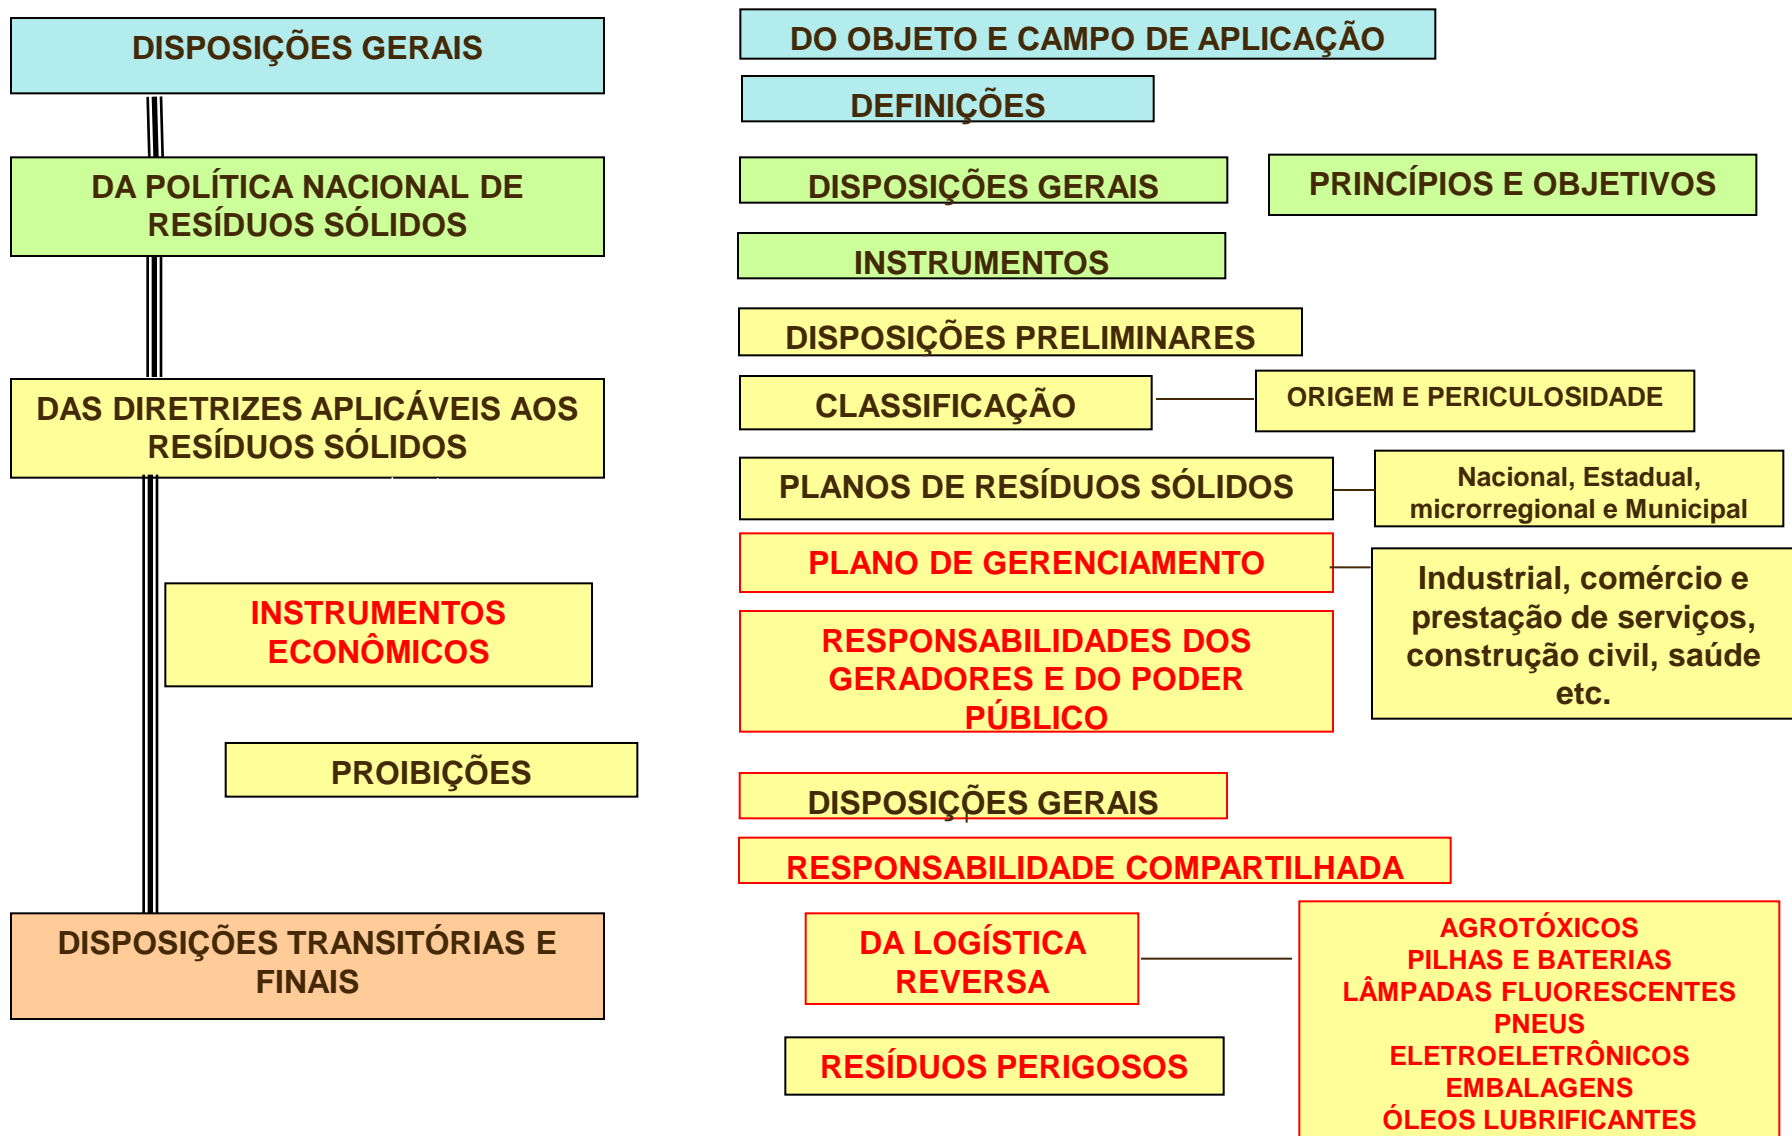 DISPOSIÇÕES GERAIS
DO OBJETO E CAMPO DE APLICAÇÃO
DEFINIÇÕES
DA POLÍTICA NACIONAL DE
RESÍDUOS SÓLIDOS
DISPOSIÇÕES GERAIS
PRINCÍPIOS E OBJETIVOS
INSTRUMENTOS
DISPOSIÇÕES PRELIMINARES
DAS DIRETRIZES APLICÁVEIS AOS
RESÍDUOS SÓLIDOS
CLASSIFICAÇÃO
ORIGEM E PERICULOSIDADE
PLANOS DE RESÍDUOS SÓLIDOS
Nacional, Estadual,
microrregional e Municipal
PLANO DE GERENCIAMENTO
Industrial, comércio e
prestação de serviços,
construção civil, saúde
etc.
INSTRUMENTOS
ECONÔMICOS
RESPONSABILIDADES DOS
GERADORES E DO PODER
PÚBLICO
PROIBIÇÕES
DISPOSIÇÕES GERAIS
RESPONSABILIDADE COMPARTILHADA
DISPOSIÇÕES TRANSITÓRIAS E
FINAIS
DA LOGÍSTICA
REVERSA
AGROTÓXICOS
PILHAS E BATERIAS
LÂMPADAS FLUORESCENTES
PNEUS
ELETROELETRÔNICOS
EMBALAGENS
ÓLEOS LUBRIFICANTES
RESÍDUOS PERIGOSOS